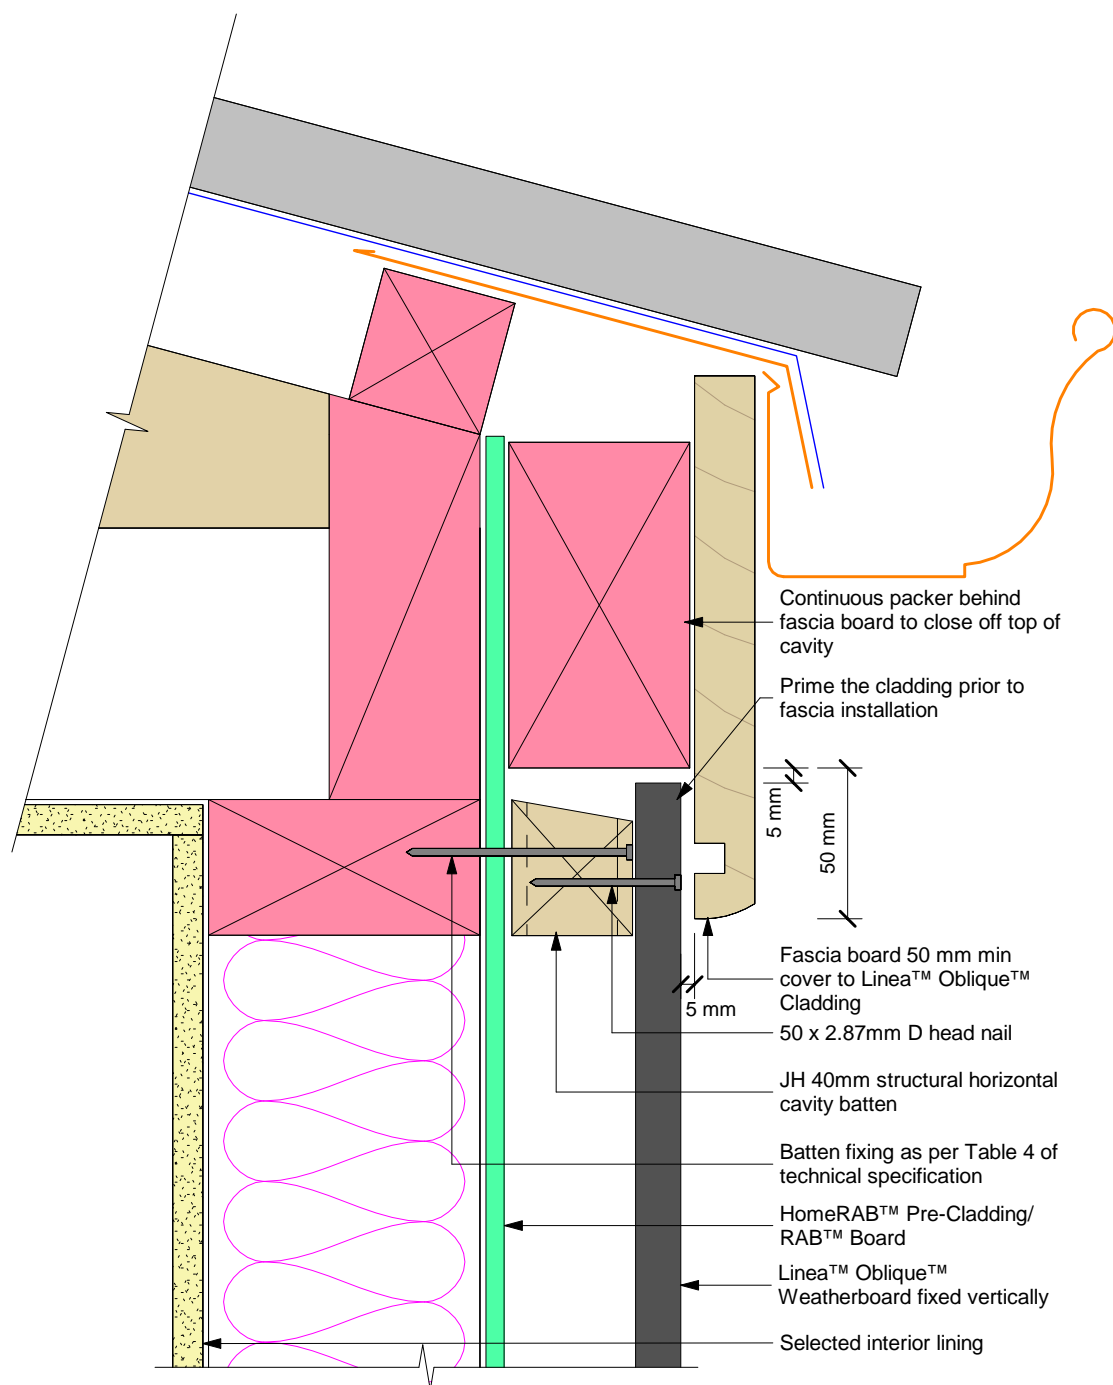 Continuous packer behind
fascia board to close off top of
cavity
Prime the cladding prior to
fascia installation
5 mm
50 mm
Fascia board 50 mm min
cover to Linea™ Oblique™
Cladding
5 mm
50 x 2.87mm D head nail
JH 40mm structural horizontal
cavity batten
Batten fixing as per Table 4 of
technical specification
HomeRAB™ Pre-Cladding/
RAB™ Board
Linea™ Oblique™
Weatherboard fixed vertically
Selected interior lining